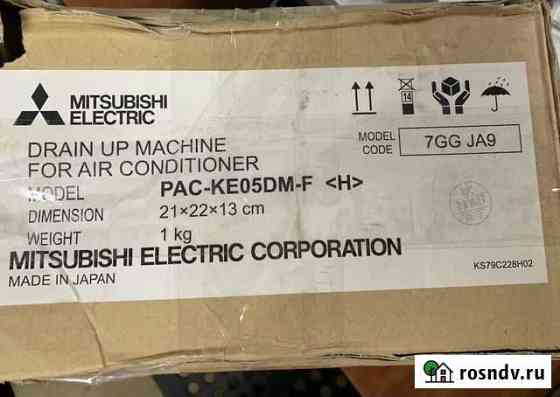 MITSUBISHI
ELECTRIC
14
DRAIN UP MACHINE
FOR AIR CONDITIONER
MODEL CODE 7GG JA9
MODEL PAC-KE05DM-F <H>
DIMENSION 21×22×13 cm
WEIGHT 1 kg
MITSUBISHI ELECTRIC CORPORATION
MADE IN JAPAN
KS79C228H02
rosndv.ru